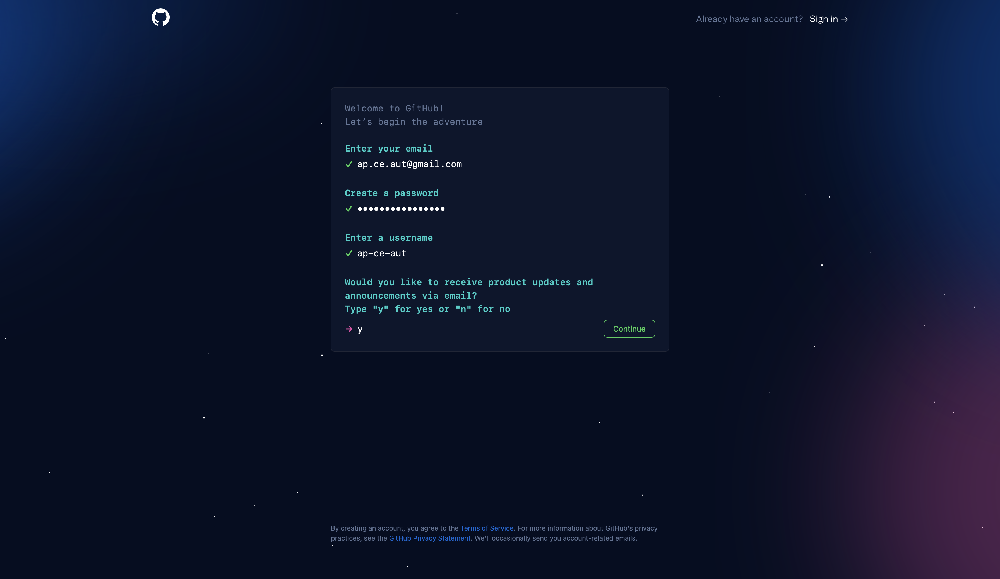 Already have an account? Sign in →
Welcome to GitHub!
Let’s begin the adventure
Enter your email
✓ ap.ce.aut@gmail.com
Create a password
✓ ●●●●●●●●●●●●●●●●
Enter a username
✓ ap-ce-aut
Would you like to receive product updates and
announcements via email?
Type "y" for yes or "n" for no
→ y
Continue
By creating an account, you agree to the Terms of Service. For more information about GitHub's privacy
practices, see the GitHub Privacy Statement. We'll occasionally send you account-related emails.